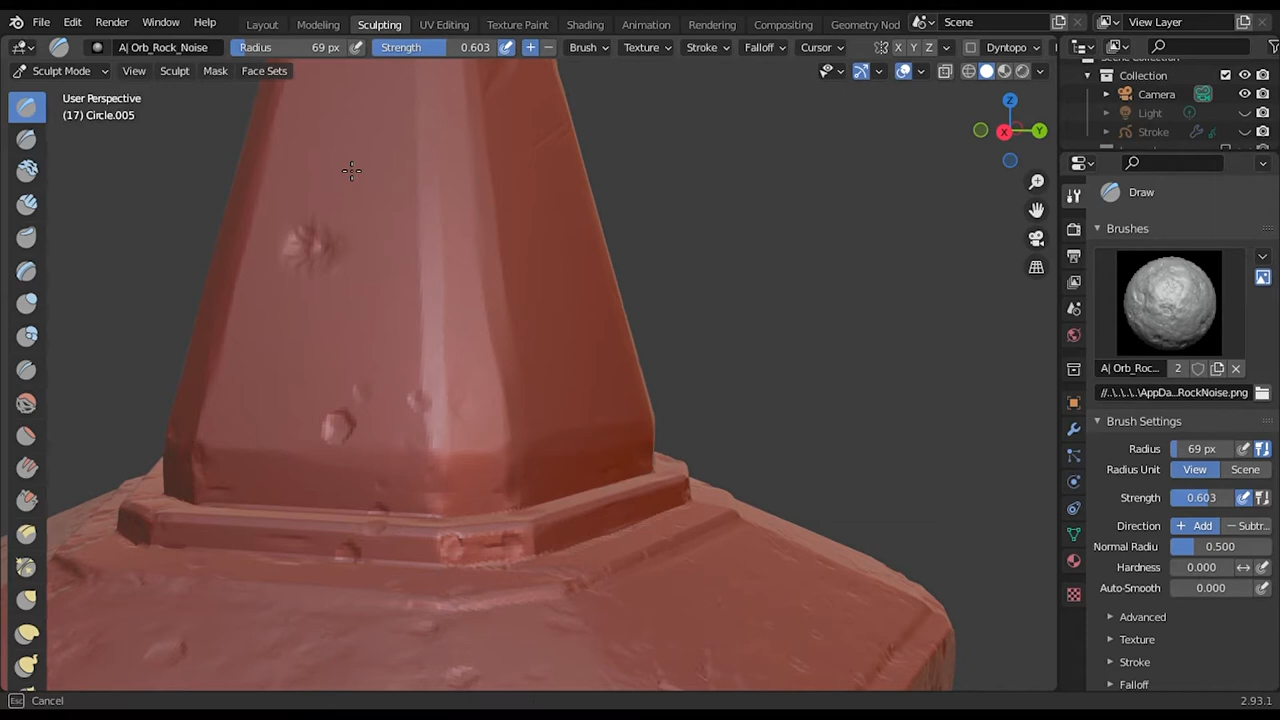 File Edit Render Window Help Layout Modeling Sculpting UV Editing Texture Paint Shading Animation Rendering Compositing Geometry Nod Scene View Layer
A| Orb_Rock_Noise Radius 69 px Strength 0.603 Brush Texture Stroke Falloff Cursor X Y Z Dyntopo
Sculpt Mode View Sculpt Mask Face Sets
User Perspective
(17) Circle.005
Z
X Y
Scene Collection
Collection
Camera
Light
Stroke
Draw
Brushes
A| Orb_Roc... 2
//..\..\..\..\AppDa...RockNoise.png
Brush Settings
Radius 69 px
Radius Unit View Scene
Strength 0.603
Direction + Add − Subtr...
Normal Radiu 0.500
Hardness 0.000
Auto-Smooth 0.000
Advanced
Texture
Stroke
Falloff
Esc Cancel 2.93.1